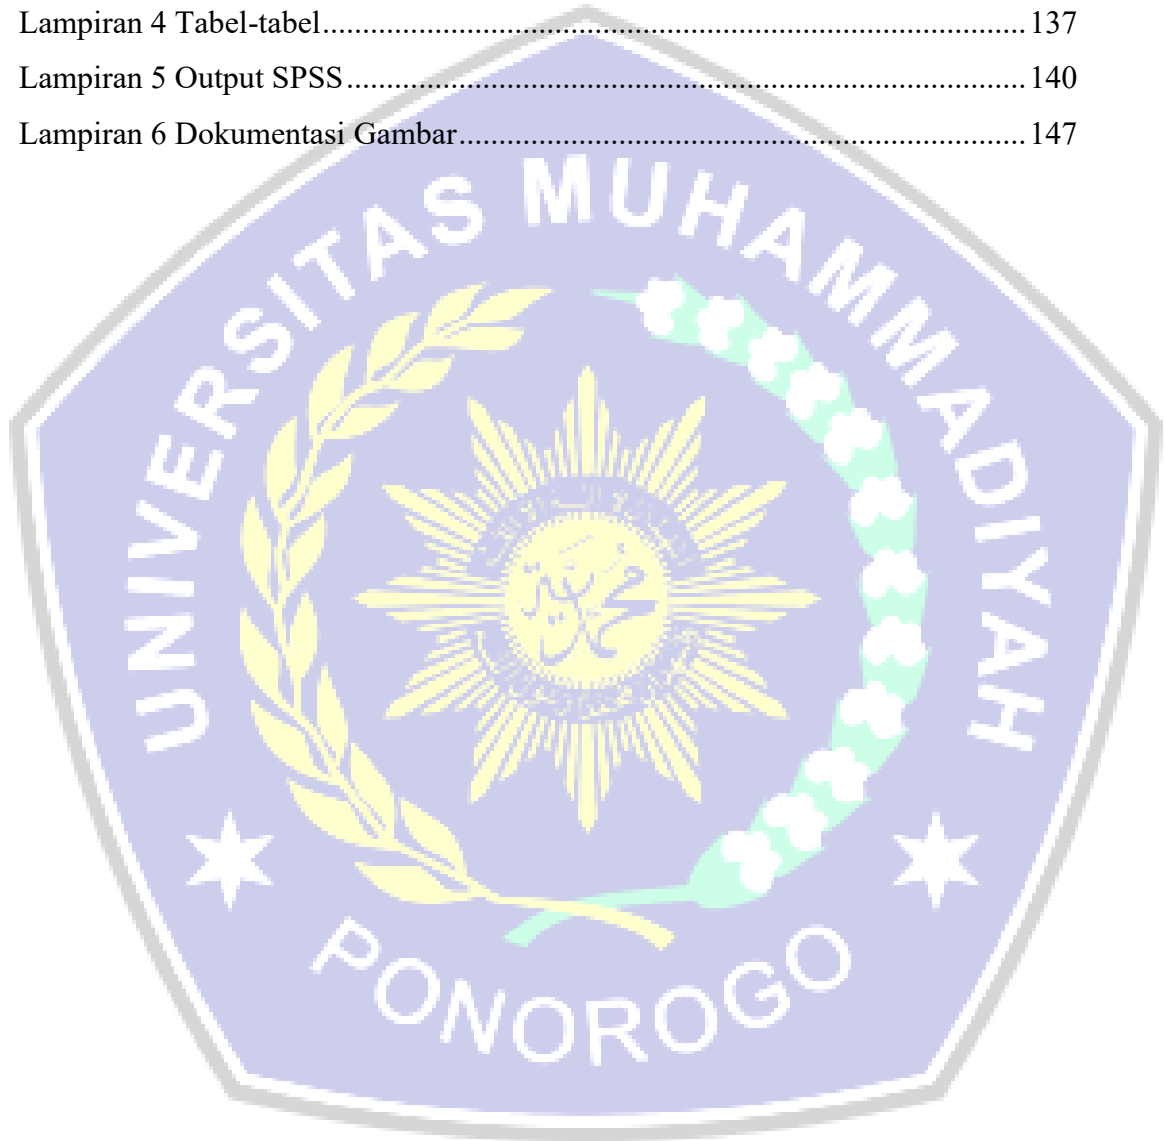 Lampiran 4 Tabel-tabel.......................................................................................... 137
Lampiran 5 Output SPSS....................................................................................... 140
Lampiran 6 Dokumentasi Gambar......................................................................... 147
UNIVERSITAS MUHAMMADIYAH
PONOROGO